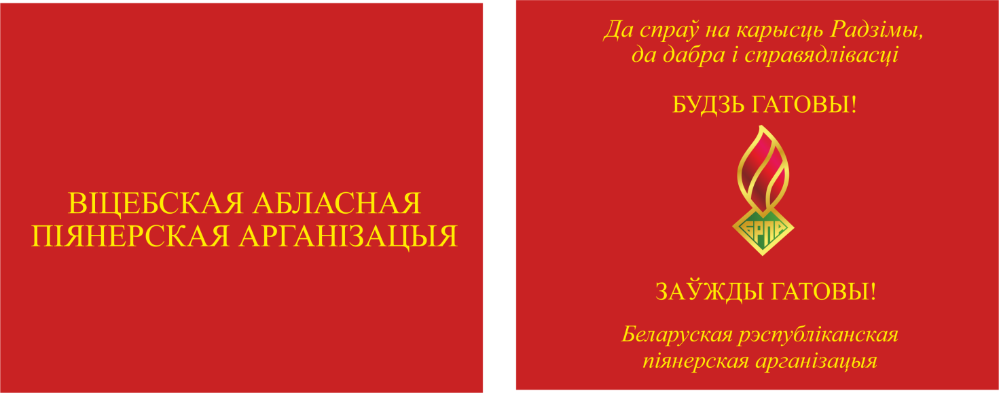 ВІЦЕБСКАЯ АБЛАСНАЯ
ПІЯНЕРСКАЯ АРГАНІЗАЦЫЯ
Да спраў на карысць Радзімы,
да дабра і справядлівасці
БУДЗЬ ГАТОВЫ!
БРПА
ЗАЎЖДЫ ГАТОВЫ!
Беларуская рэспубліканская
піянерская арганізацыя